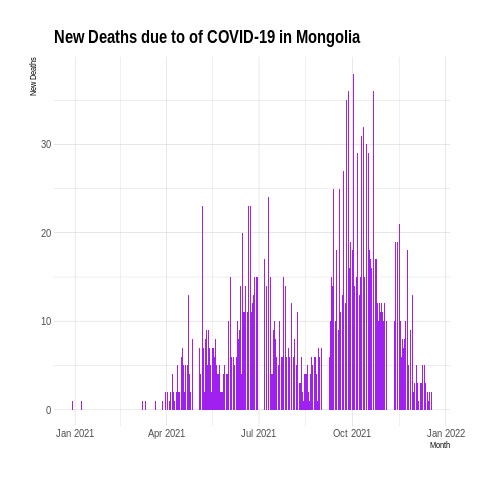 New Deaths due to of COVID-19 in Mongolia
New Deaths
30
20
10
0
Jan 2021
Apr 2021
Jul 2021
Oct 2021
Jan 2022
Month